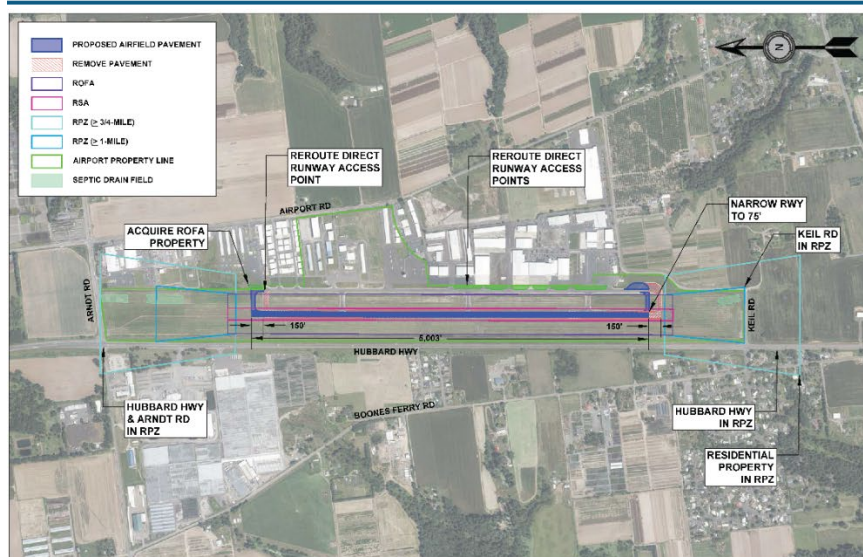 PROPOSED AIRFIELD PAVEMENT
REMOVE PAVEMENT
ROFA
RSA
RPZ (≥ 3/4-MILE)
RPZ (≥ 1-MILE)
AIRPORT PROPERTY LINE
SEPTIC DRAIN FIELD
N
REROUTE DIRECT
RUNWAY ACCESS
POINT
REROUTE DIRECT
RUNWAY ACCESS
POINTS
NARROW RWY
TO 75'
AIRPORT RD
ACQUIRE ROFA
PROPERTY
KEIL RD
IN RPZ
ARNDT RD
KEIL RD
150'
150'
5,003'
HUBBARD HWY
BOONES FERRY RD
HUBBARD HWY
& ARNDT RD
IN RPZ
HUBBARD HWY
IN RPZ
RESIDENTIAL
PROPERTY
IN RPZ